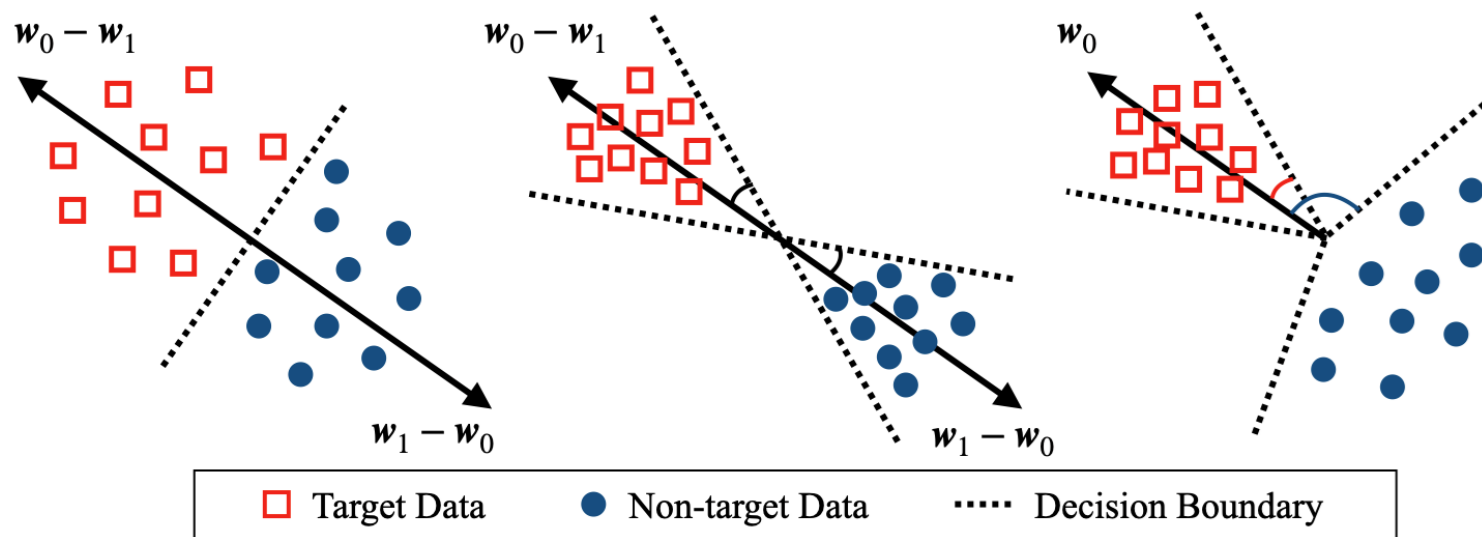 w₀ − w₁
w₁ − w₀
w₀ − w₁
w₁ − w₀
w₀
Target Data
Non-target Data
Decision Boundary